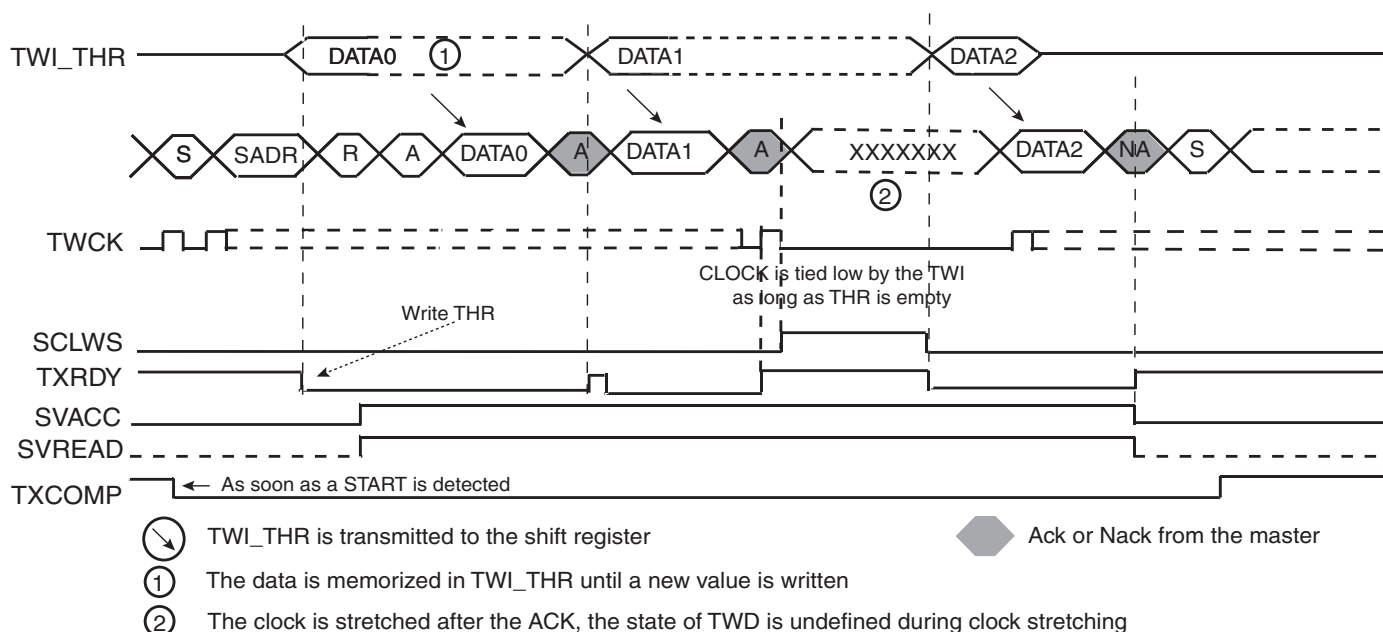 TWI_THR DATA0 1 DATA1 DATA2
S SADR R A DATA0 A DATA1 A XXXXXXX DATA2 NA S
2
TWCK
CLOCK is tied low by the TWI
as long as THR is empty
Write THR
SCLWS
TXRDY
SVACC
SVREAD
TXCOMP As soon as a START is detected
TWI_THR is transmitted to the shift register Ack or Nack from the master
1 The data is memorized in TWI_THR until a new value is written
2 The clock is stretched after the ACK, the state of TWD is undefined during clock stretching